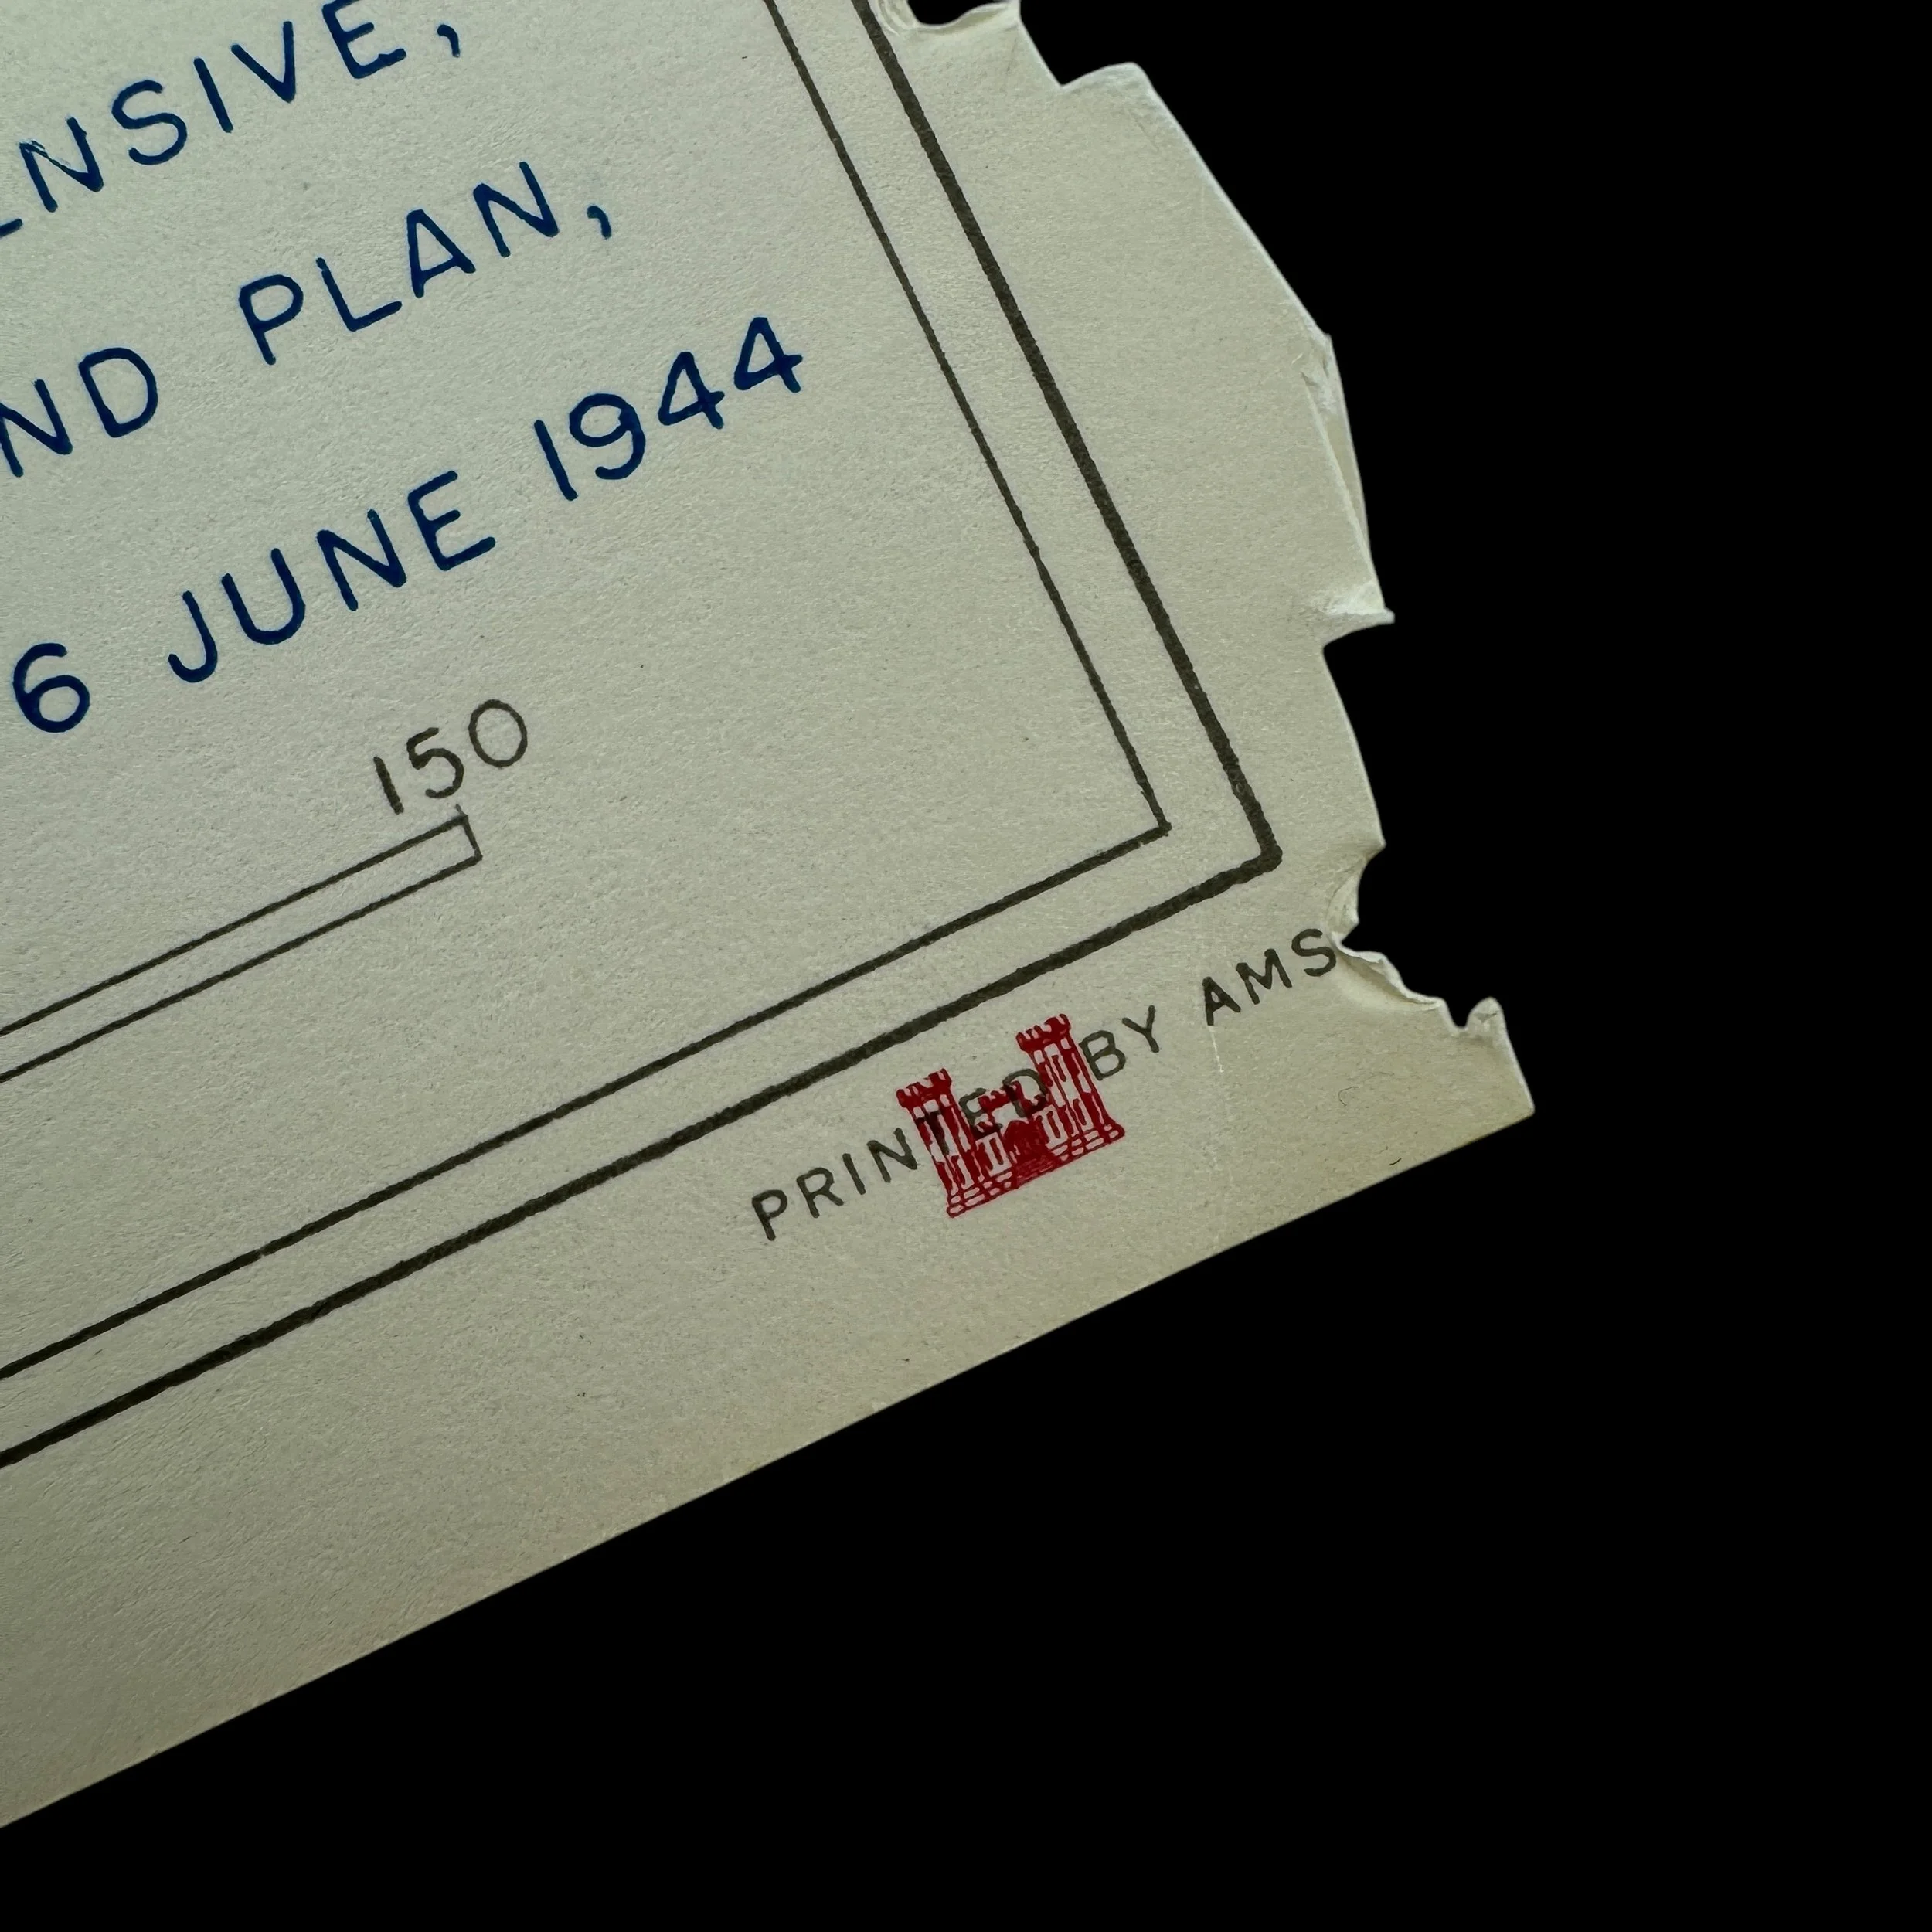 ENSIVE,
ND PLAN,
6 JUNE 1944
150
PRINTED BY AMS